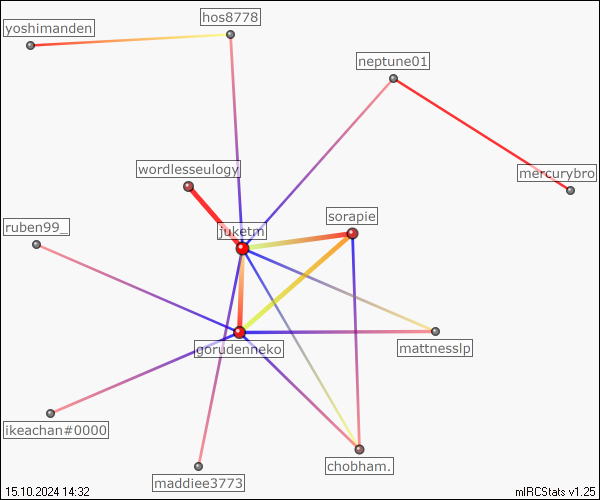 hos8778
yoshimanden
neptune01
wordlesseulogy
mercurybro
sorapie
ruben99_
juketm
gorudenneko
mattnesslp
ikeachan#0000
chobham.
maddiee3773
15.10.2024 14:32
mIRCStats v1.25